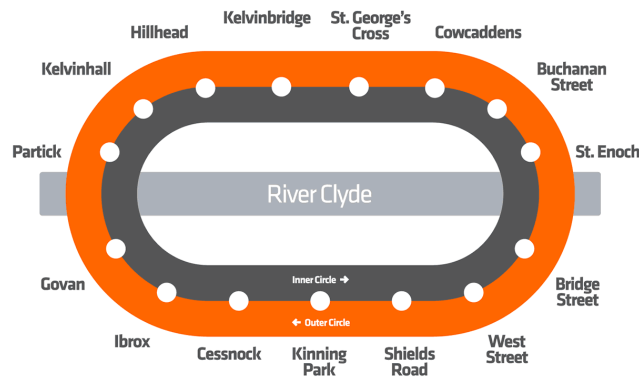 Kelvinbridge
St. George's
Cross
Hillhead
Cowcaddens
Kelvinhall
Buchanan
Street
Partick
St. Enoch
River Clyde
Govan
Bridge
Street
Inner Circle →
← Outer Circle
Ibrox
West
Street
Cessnock
Kinning
Park
Shields
Road